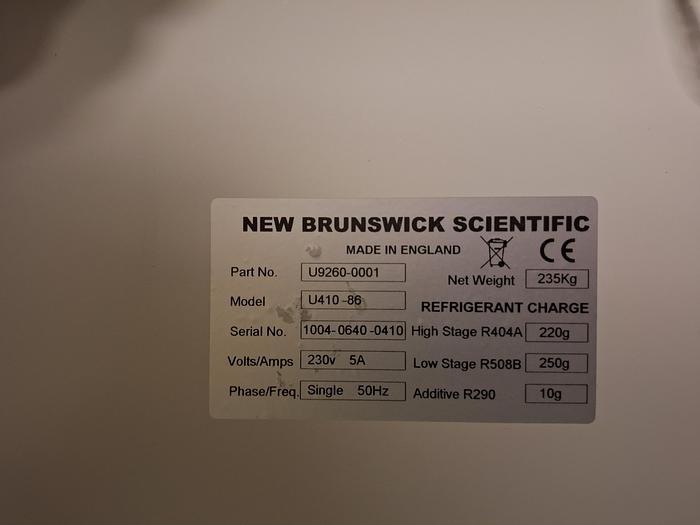 NEW BRUNSWICK SCIENTIFIC
MADE IN ENGLAND
CE
Part No. U9260-0001
Net Weight 235Kg
Model U410-86
REFRIGERANT CHARGE
Serial No. 1004-0640-0410 High Stage R404A 220g
Volts/Amps 230v 5A Low Stage R508B 250g
Phase/Freq. Single 50Hz Additive R290 10g